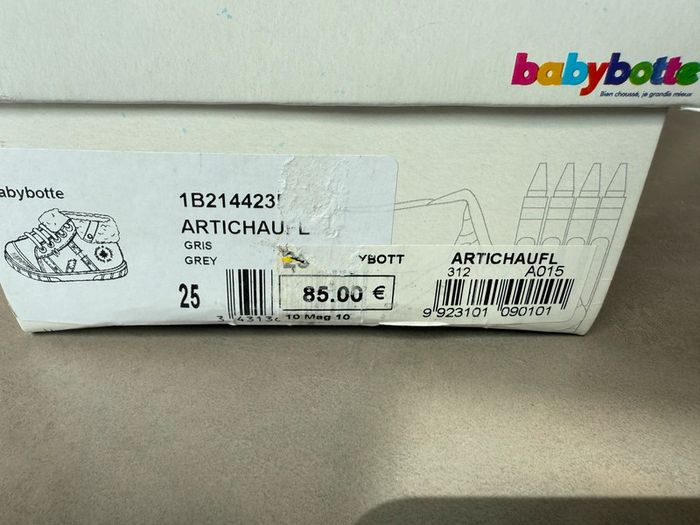 babybotte
Bien chaussé, je grandis mieux
abybotte
1B214423
ARTICHAUFL
GRIS
GREY
25
YBOTT
85.00 €
10 Mag 10
ARTICHAUFL
312 A015
9 923101 090101